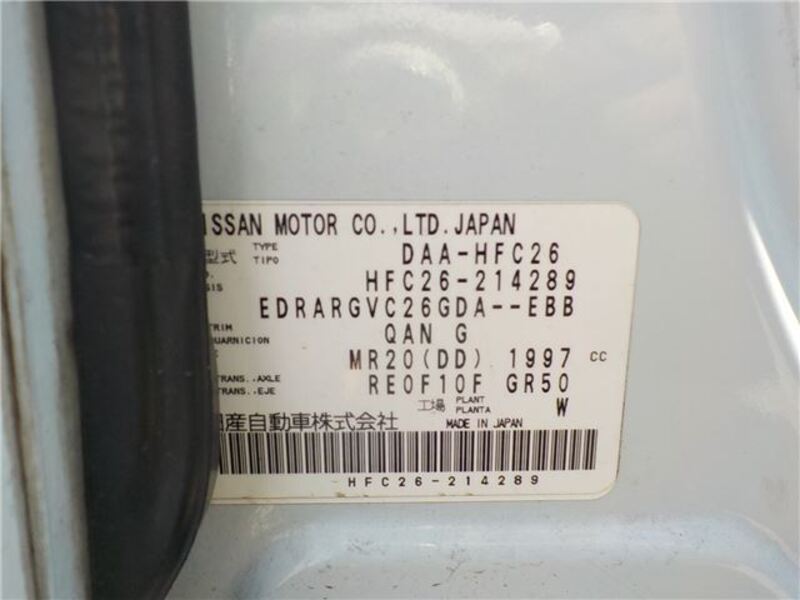 ISSAN MOTOR CO.,LTD.JAPAN
型式 TYPE TIPO DAA-HFC26
HFC26-214289
EDRARGVC26GDA--EBB
TRIM
GUARNICION QAN G
MR20(DD) 1997 CC
TRANS.,AXLE
TRANS.,EJE RE0F10F GR50
工場 PLANT PLANTA W
日産自動車株式会社 MADE IN JAPAN
HFC26-214289